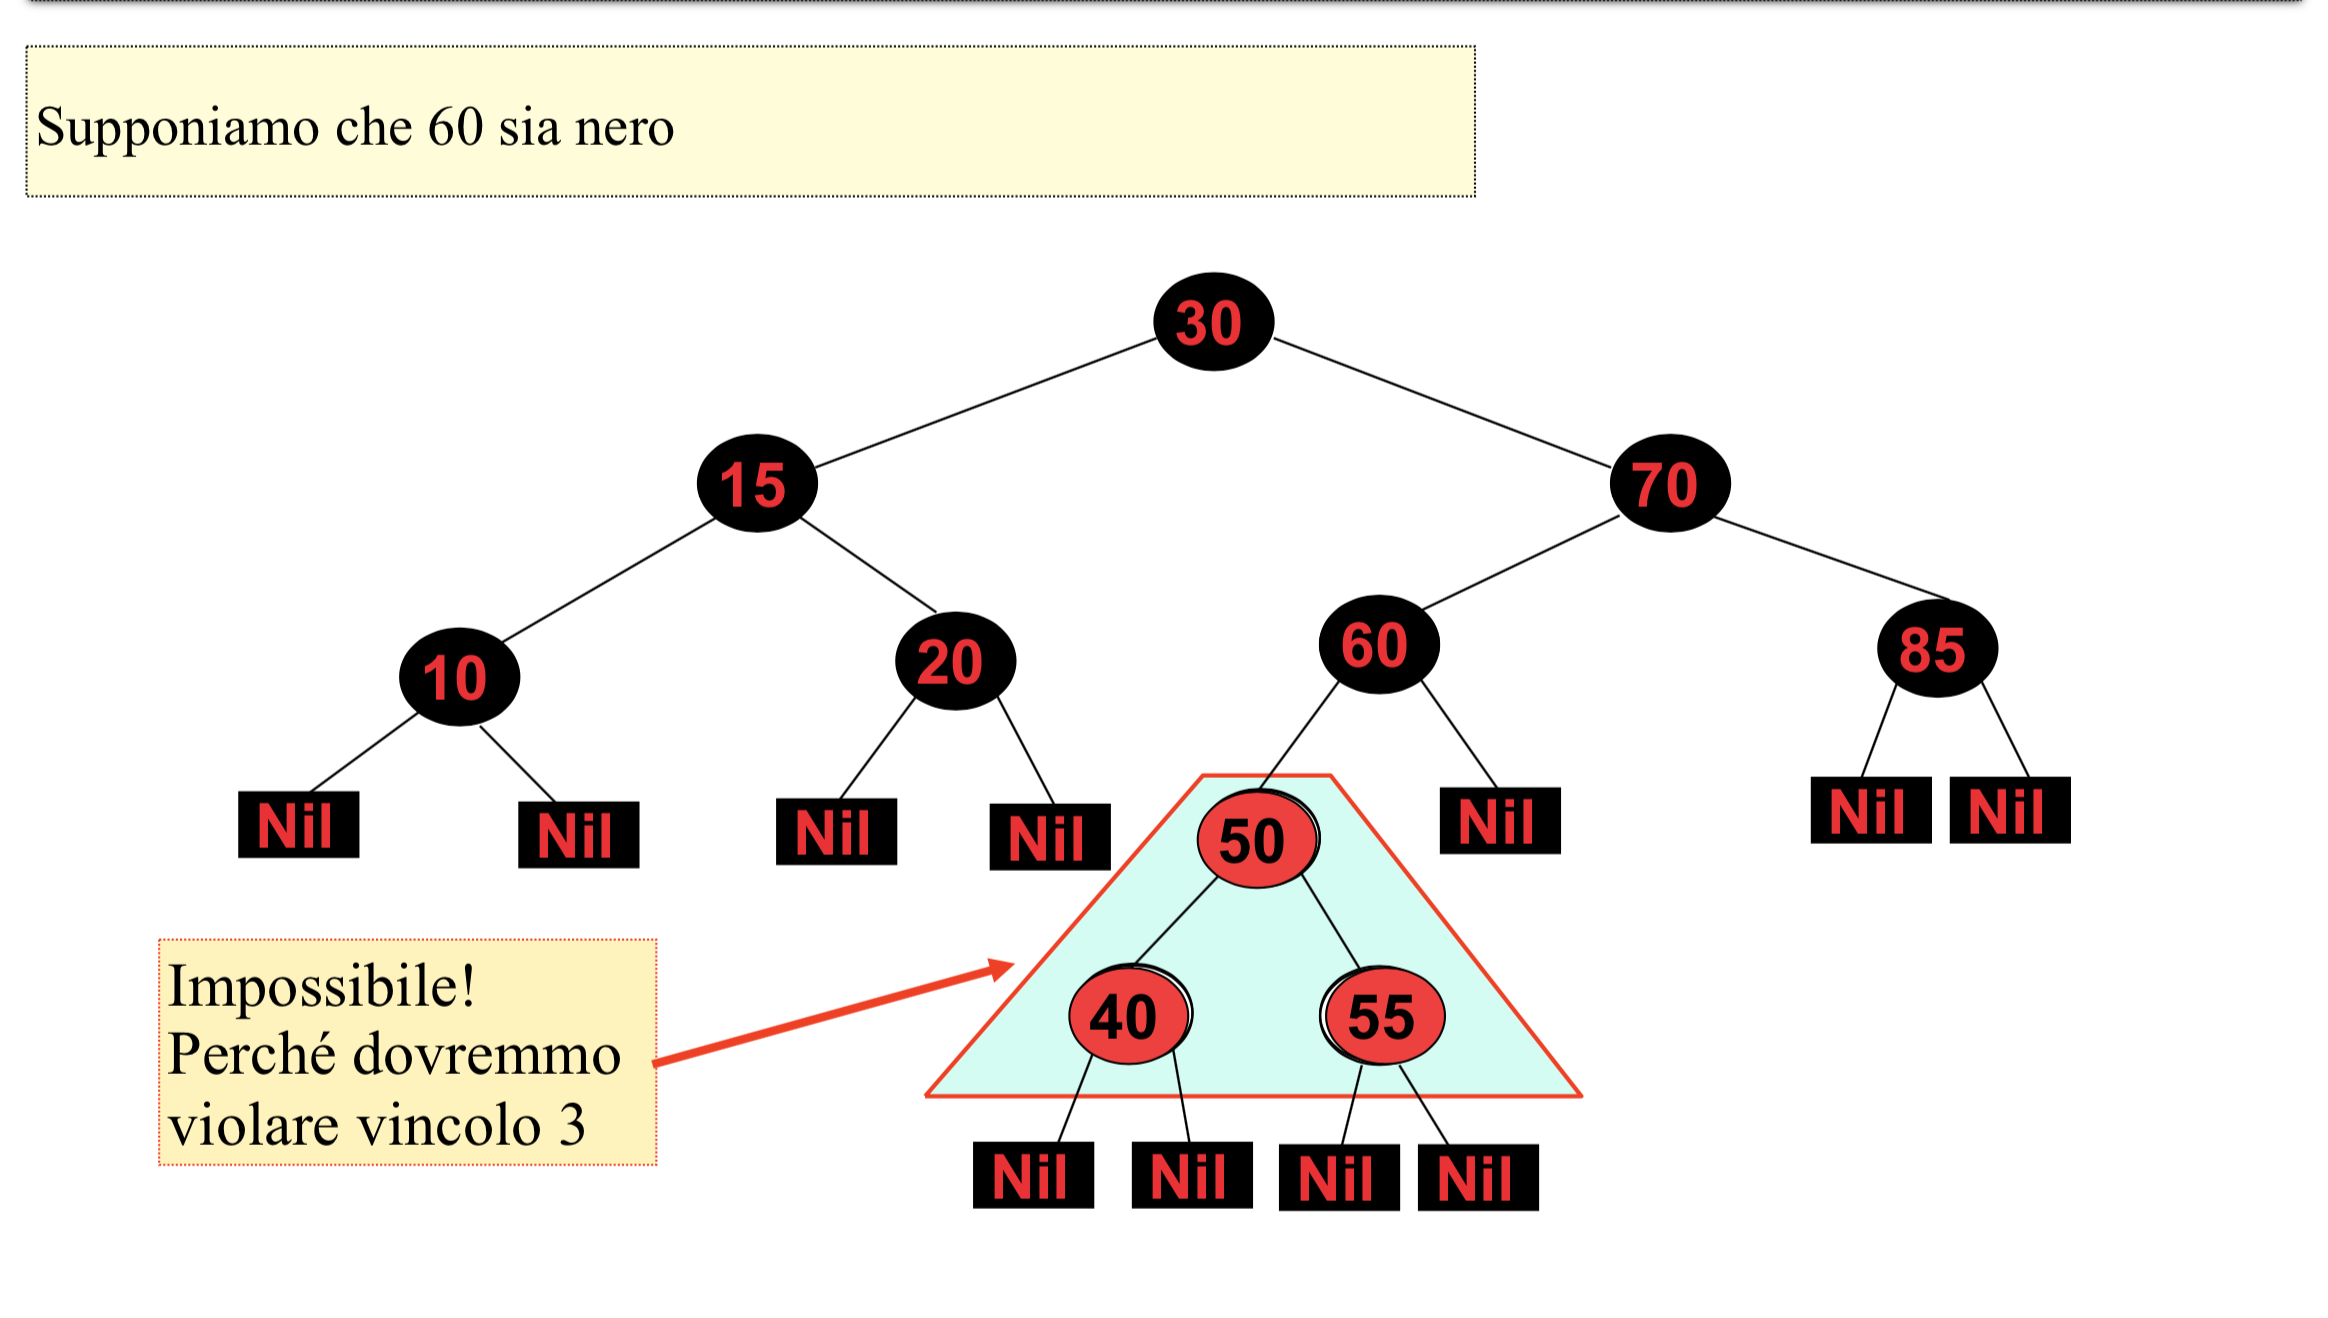 Supponiamo che 60 sia nero
30
15
70
10
20
60
85
Nil
Nil
Nil
Nil
50
Nil
Nil
Nil
40
55
Impossibile!
Perché dovremmo
violare vincolo 3
Nil
Nil
Nil
Nil